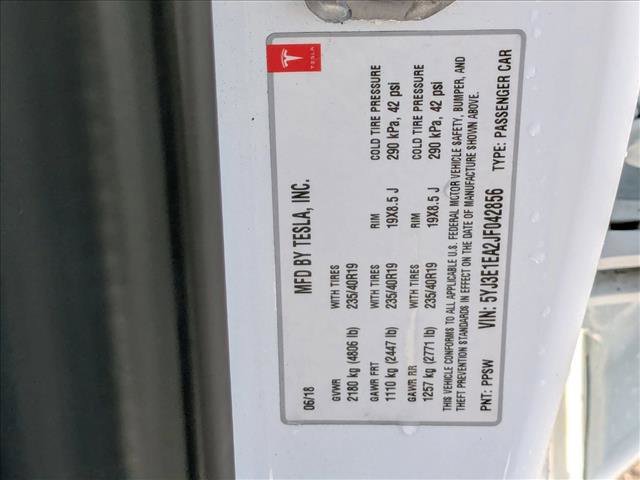 TESLA
MFD BY TESLA, INC.
06/18
GVWR WITH TIRES RIM COLD TIRE PRESSURE
2180 kg (4806 lb) 235/40R19 19X8.5 J 290 kPa, 42 psi
GAWR FRT WITH TIRES RIM COLD TIRE PRESSURE
1110 kg (2447 lb) 235/40R19 19X8.5 J 290 kPa, 42 psi
GAWR RR WITH TIRES
1257 kg (2771 lb) 235/40R19
THIS VEHICLE CONFORMS TO ALL APPLICABLE U.S. FEDERAL MOTOR VEHICLE SAFETY, BUMPER, AND
THEFT PREVENTION STANDARDS IN EFFECT ON THE DATE OF MANUFACTURE SHOWN ABOVE.
PNT: PPSW VIN: 5YJ3E1EA2JF042856 TYPE: PASSENGER CAR